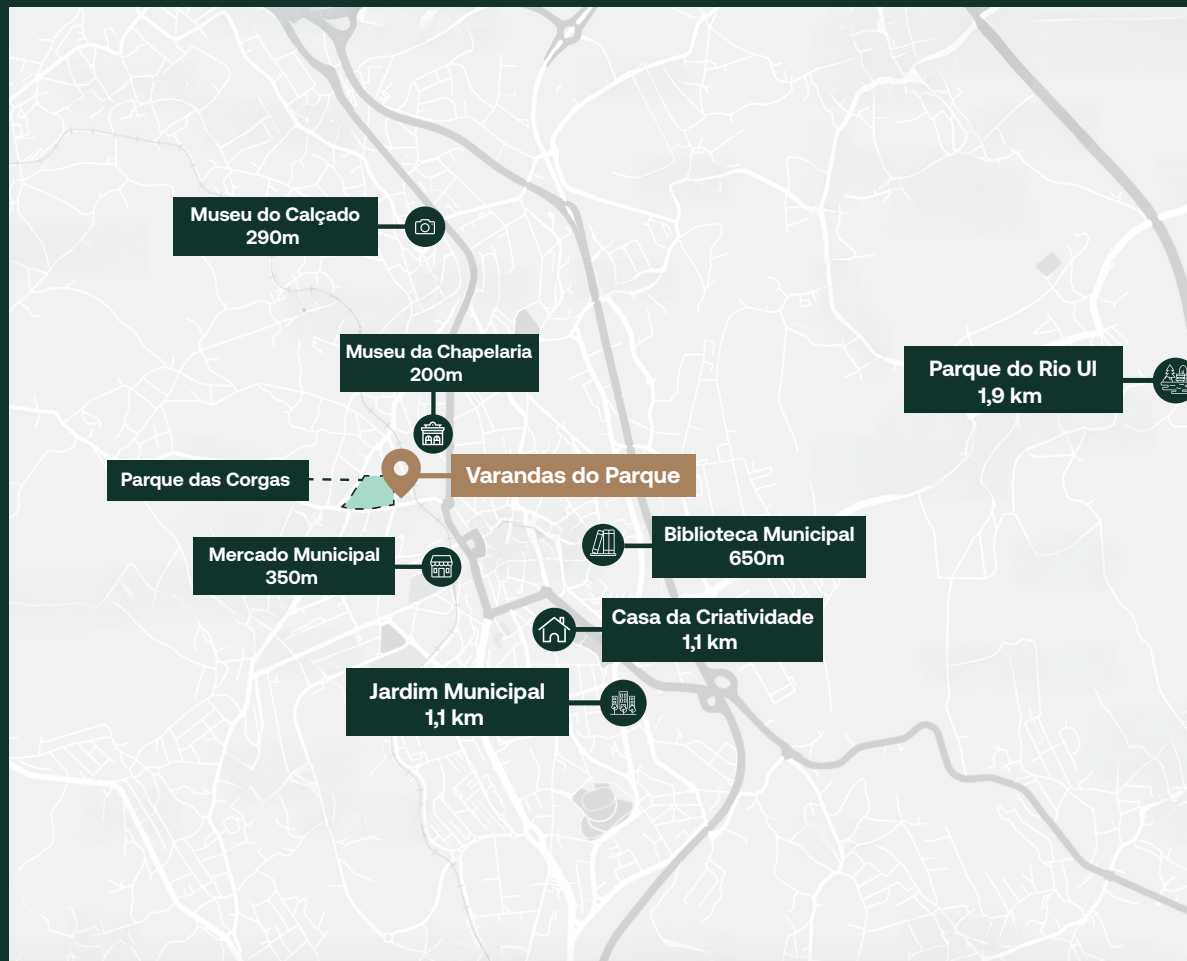 Museu do Calçado
290m
Museu da Chapelaria
200m
Parque do Rio Ul
1,9 km
Parque das Corgas
Varandas do Parque
Biblioteca Municipal
650m
Mercado Municipal
350m
Casa da Criatividade
1,1 km
Jardim Municipal
1,1 km